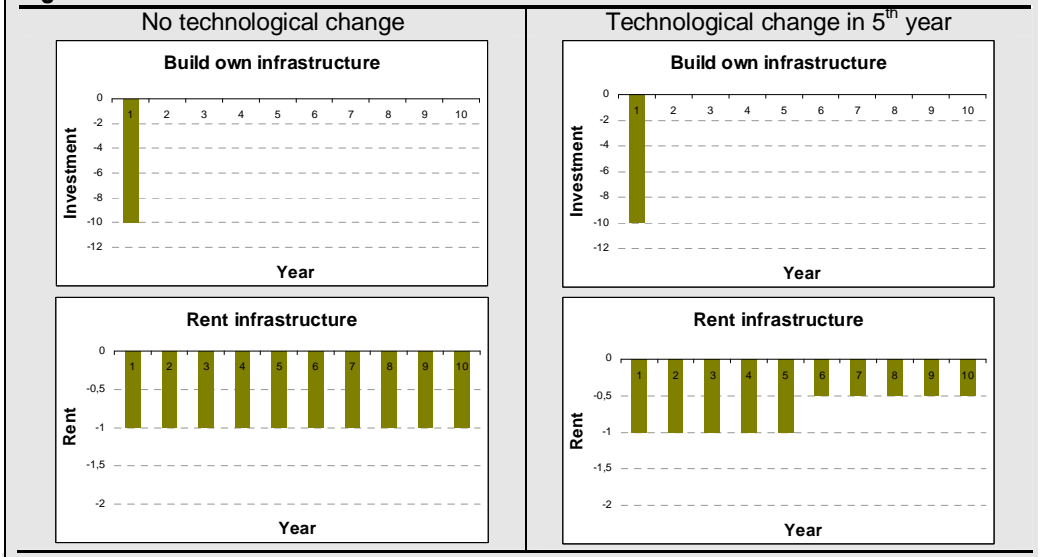 No technological change
Technological change in 5th year
Build own infrastructure
0
-2
-4
-6
-8
-10
-12
1 2 3 4 5 6 7 8 9 10
Investment
Year
Build own infrastructure
0
-2
-4
-6
-8
-10
-12
1 2 3 4 5 6 7 8 9 10
Investment
Year
Rent infrastructure
0
-0,5
-1
-1,5
-2
1 2 3 4 5 6 7 8 9 10
Rent
Year
Rent infrastructure
0
-0,5
-1
-1,5
-2
1 2 3 4 5 6 7 8 9 10
Rent
Year